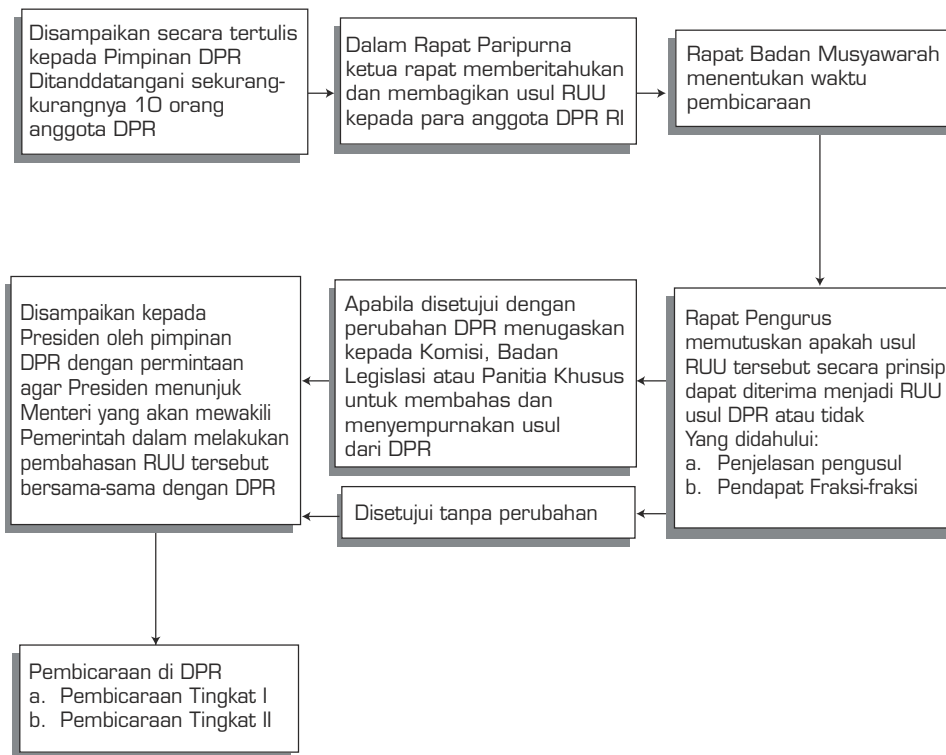 Disampaikan secara tertulis
kepada Pimpinan DPR
Ditanddatangani sekurang-
kurangnya 10 orang
anggota DPR
Dalam Rapat Paripurna
ketua rapat memberitahukan
dan membagikan usul RUU
kepada para anggota DPR RI
Rapat Badan Musyawarah
menentukan waktu
pembicaraan
Rapat Pengurus
memutuskan apakah usul
RUU tersebut secara prinsip
dapat diterima menjadi RUU
usul DPR atau tidak
Yang didahului:
a. Penjelasan pengusul
b. Pendapat Fraksi-fraksi
Apabila disetujui dengan
perubahan DPR menugaskan
kepada Komisi, Badan
Legislasi atau Panitia Khusus
untuk membahas dan
menyempurnakan usul
dari DPR
Disetujui tanpa perubahan
Disampaikan kepada
Presiden oleh pimpinan
DPR dengan permintaan
agar Presiden menunjuk
Menteri yang akan mewakili
Pemerintah dalam melakukan
pembahasan RUU tersebut
bersama-sama dengan DPR
Pembicaraan di DPR
a. Pembicaraan Tingkat I
b. Pembicaraan Tingkat II